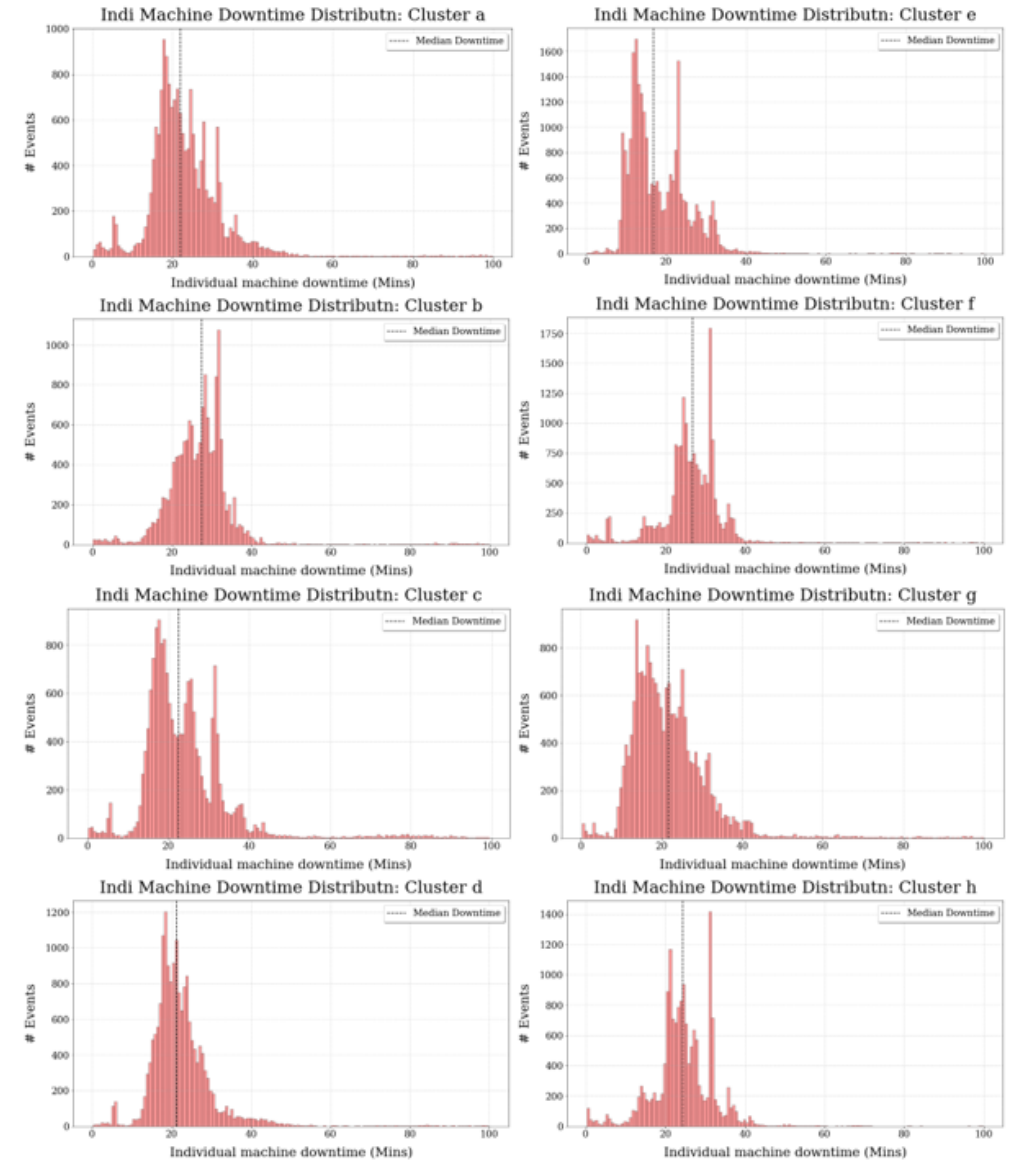 Indi Machine Downtime Distributn: Cluster a
Median Downtime
# Events
1000
800
600
400
200
0
0 20 40 60 80 100
Individual machine downtime (Mins)
Indi Machine Downtime Distributn: Cluster e
Median Downtime
# Events
1600
1400
1200
1000
800
600
400
200
0
0 20 40 60 80 100
Individual machine downtime (Mins)
Indi Machine Downtime Distributn: Cluster b
Median Downtime
# Events
1000
800
600
400
200
0
0 20 40 60 80 100
Individual machine downtime (Mins)
Indi Machine Downtime Distributn: Cluster f
Median Downtime
# Events
1750
1500
1250
1000
750
500
250
0
0 20 40 60 80 100
Individual machine downtime (Mins)
Indi Machine Downtime Distributn: Cluster c
Median Downtime
# Events
800
600
400
200
0
0 20 40 60 80 100
Individual machine downtime (Mins)
Indi Machine Downtime Distributn: Cluster g
Median Downtime
# Events
800
600
400
200
0
0 20 40 60 80 100
Individual machine downtime (Mins)
Indi Machine Downtime Distributn: Cluster d
Median Downtime
# Events
1200
1000
800
600
400
200
0
0 20 40 60 80 100
Individual machine downtime (Mins)
Indi Machine Downtime Distributn: Cluster h
Median Downtime
# Events
1400
1200
1000
800
600
400
200
0
0 20 40 60 80 100
Individual machine downtime (Mins)